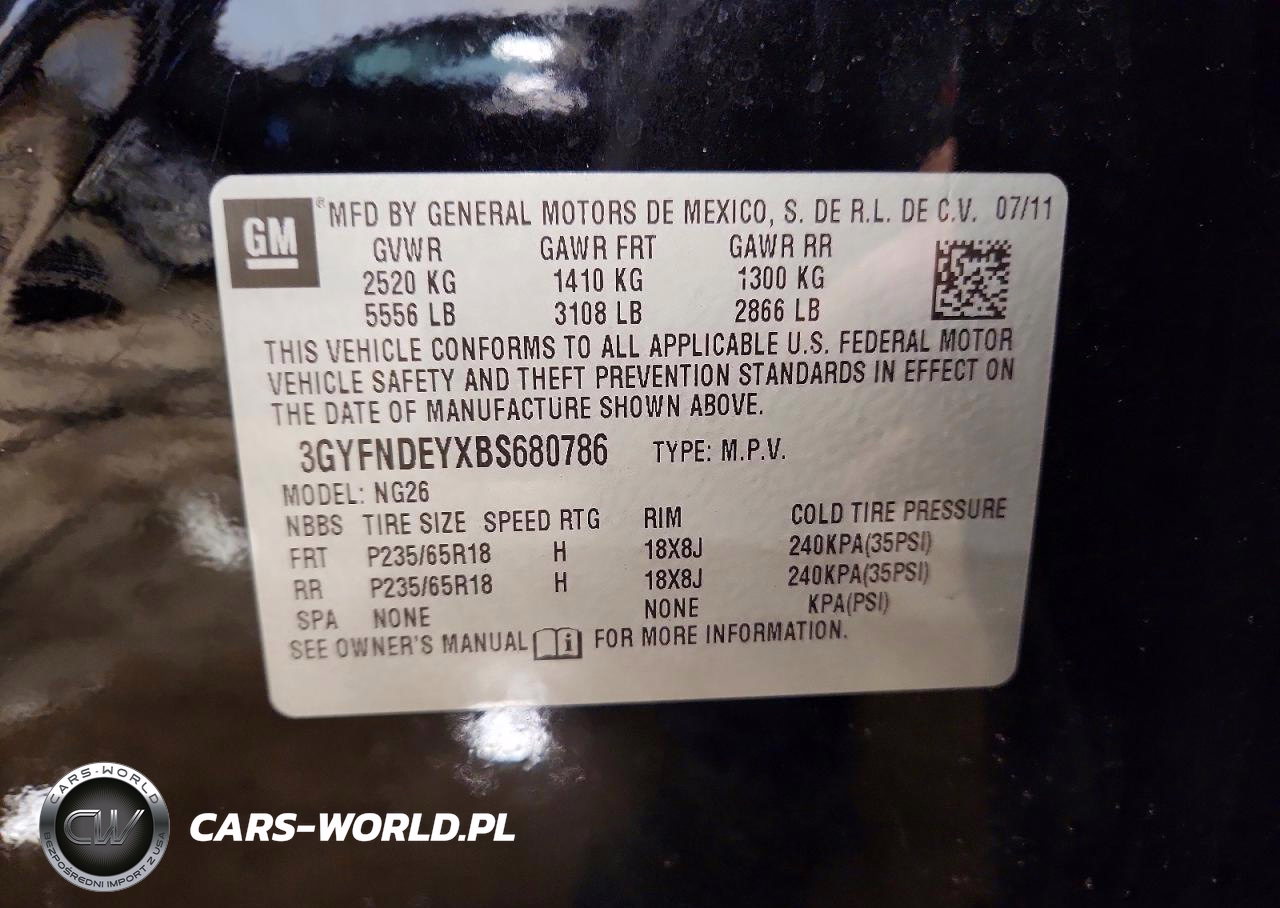 GM ® MFD BY GENERAL MOTORS DE MEXICO, S. DE R.L. DE C.V. 07/11
GVWR GAWR FRT GAWR RR
2520 KG 1410 KG 1300 KG
5556 LB 3108 LB 2866 LB
THIS VEHICLE CONFORMS TO ALL APPLICABLE U.S. FEDERAL MOTOR
VEHICLE SAFETY AND THEFT PREVENTION STANDARDS IN EFFECT ON
THE DATE OF MANUFACTURE SHOWN ABOVE.
3GYFNDEYXBS680786 TYPE: M.P.V.
MODEL: NG26
NBBS TIRE SIZE SPEED RTG RIM COLD TIRE PRESSURE
FRT P235/65R18 H 18X8J 240KPA(35PSI)
RR P235/65R18 H 18X8J 240KPA(35PSI)
SPA NONE NONE KPA(PSI)
SEE OWNER'S MANUAL FOR MORE INFORMATION.
CARS-WORLD
CW
BEZPOŚREDNI IMPORT Z USA
CARS-WORLD.PL